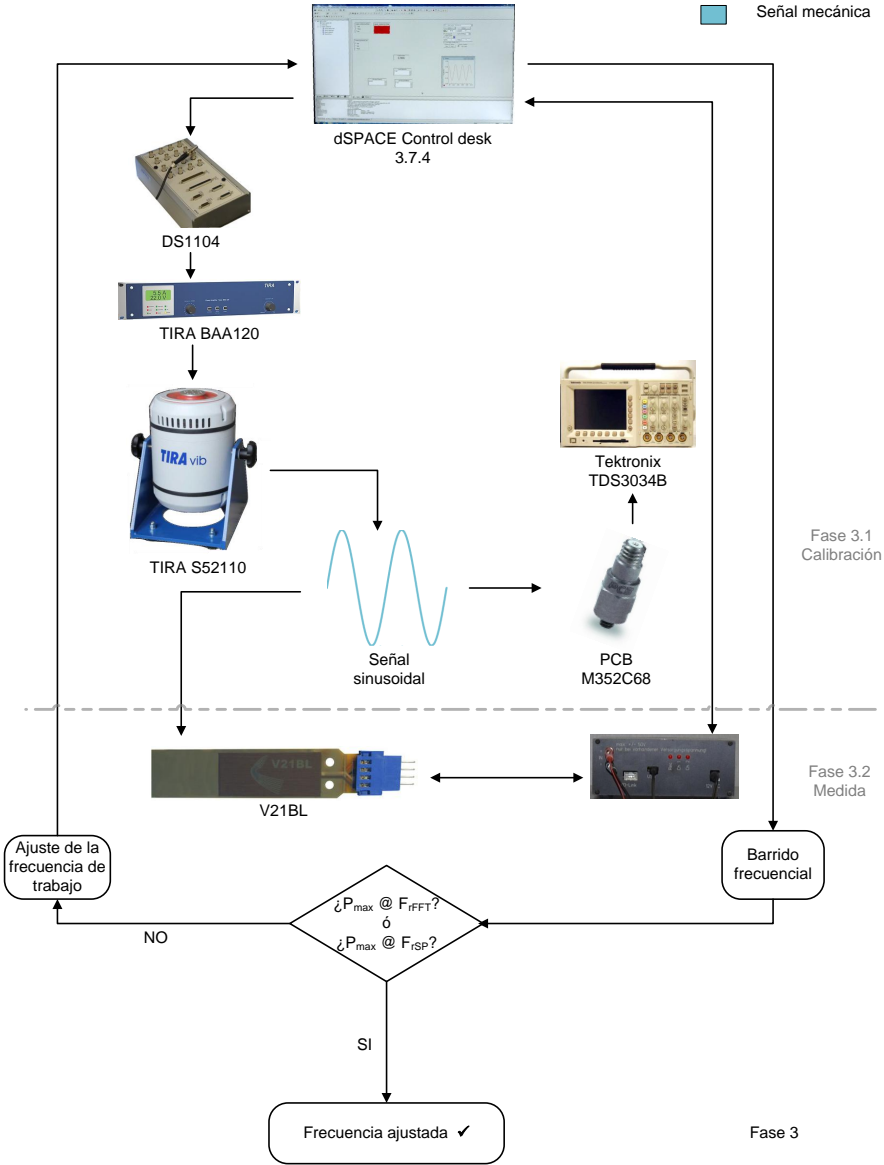 Señal mecánica
dSPACE Control desk
3.7.4
DS1104
TIRA
TIRA BAA120
TIRA vib
TIRA S52110
Tektronix
TDS3034B
Fase 3.1
Calibración
Señal
sinusoidal
PCB
M352C68
V21BL
V21BL
Fase 3.2
Medida
Ajuste de la
frecuencia de
trabajo
Barrido
frecuencial
¿Pmax @ FrFFT?
ó
¿Pmax @ FrSP?
NO
SI
Frecuencia ajustada ✓
Fase 3